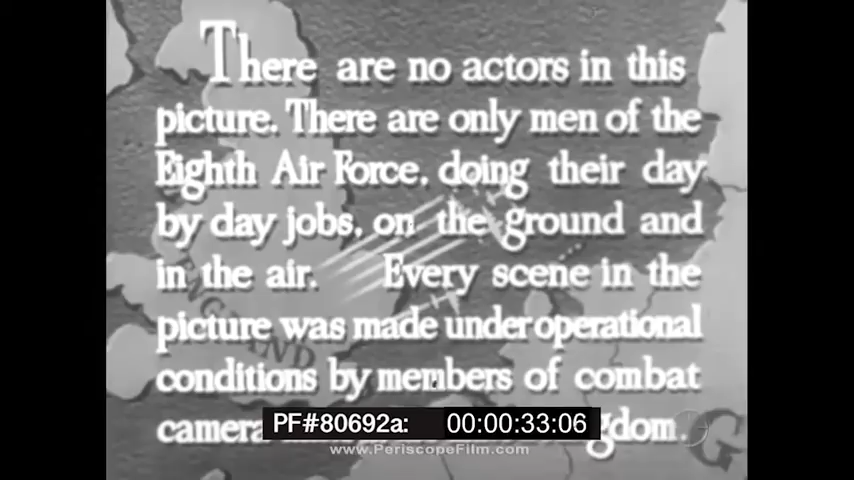 There are no actors in this
picture. There are only men of the
Eighth Air Force, doing their day
by day jobs, on the ground and
in the air. Every scene in the
picture was made under operational
conditions by members of combat
camera
gdom.
ENGLAND
G
PF#80692a: 00:00:33:06
www.PeriscopeFilm.com